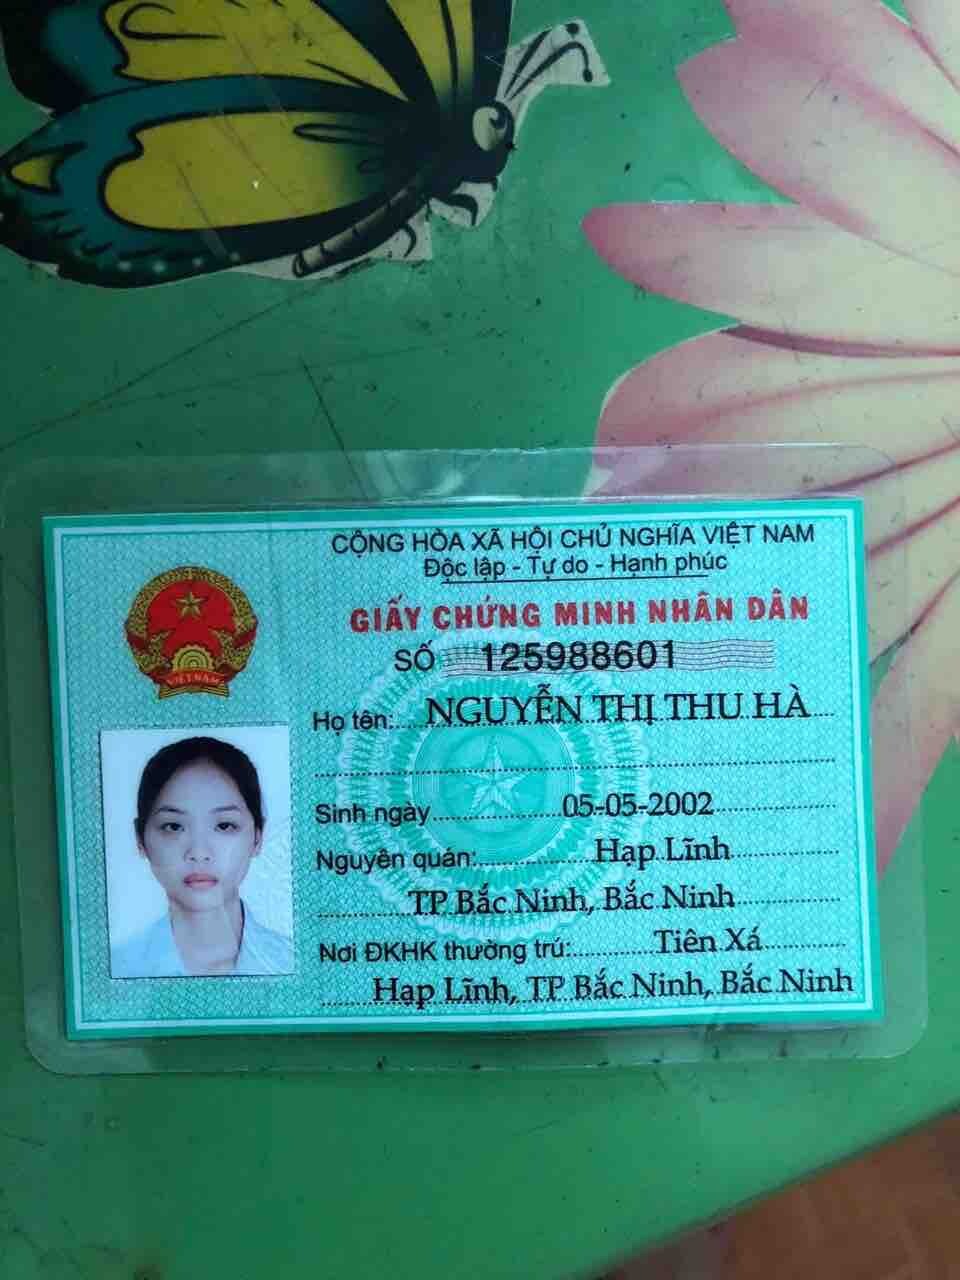 CỘNG HÒA XÃ HỘI CHỦ NGHĨA VIỆT NAM
Độc lập - Tự do - Hạnh phúc
GIẤY CHỨNG MINH NHÂN DÂN
SỐ 125988601
Họ tên: NGUYỄN THỊ THU HÀ
Sinh ngày 05-05-2002
Nguyên quán: Hạp Lĩnh
TP Bắc Ninh, Bắc Ninh
Nơi ĐKHK thường trú: Tiên Xá
Hạp Lĩnh, TP Bắc Ninh, Bắc Ninh
VIỆT NAM